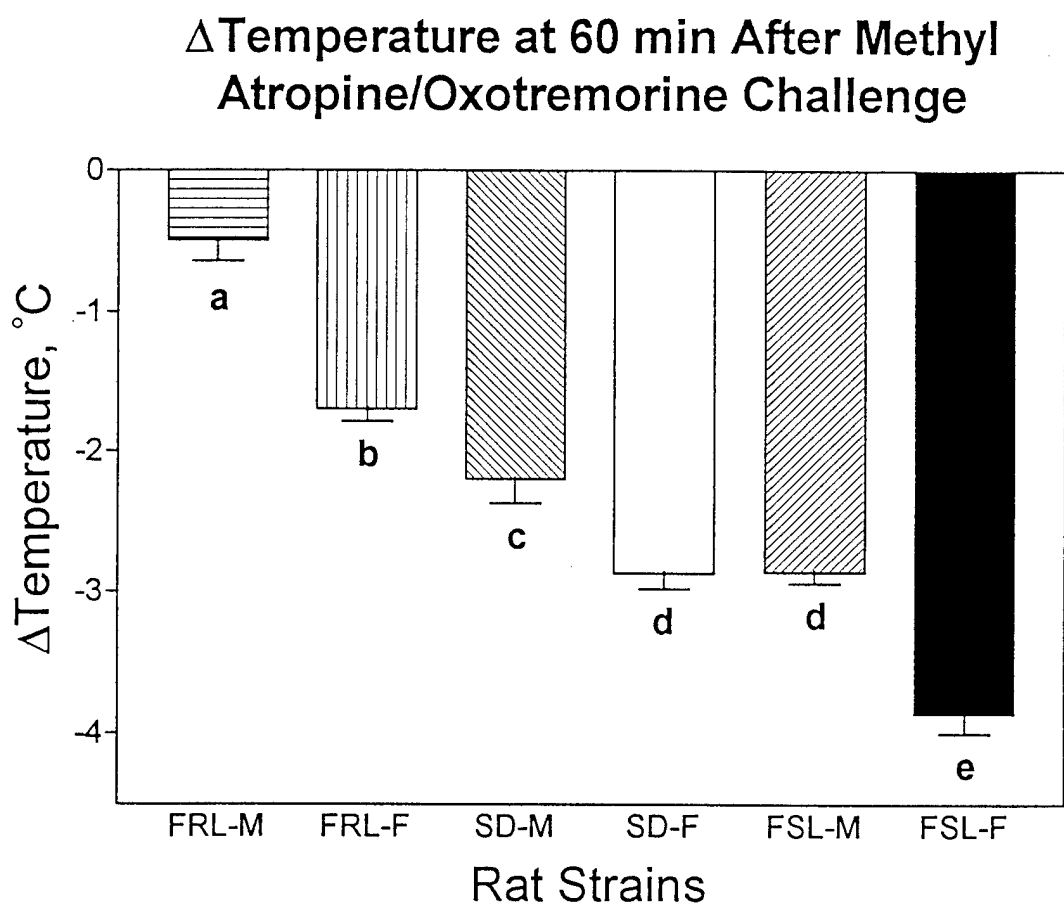 ΔTemperature at 60 min After Methyl
Atropine/Oxotremorine Challenge
ΔTemperature, °C
0
-1
-2
-3
-4
a
b
c
d
d
e
FRL-M FRL-F SD-M SD-F FSL-M FSL-F
Rat Strains